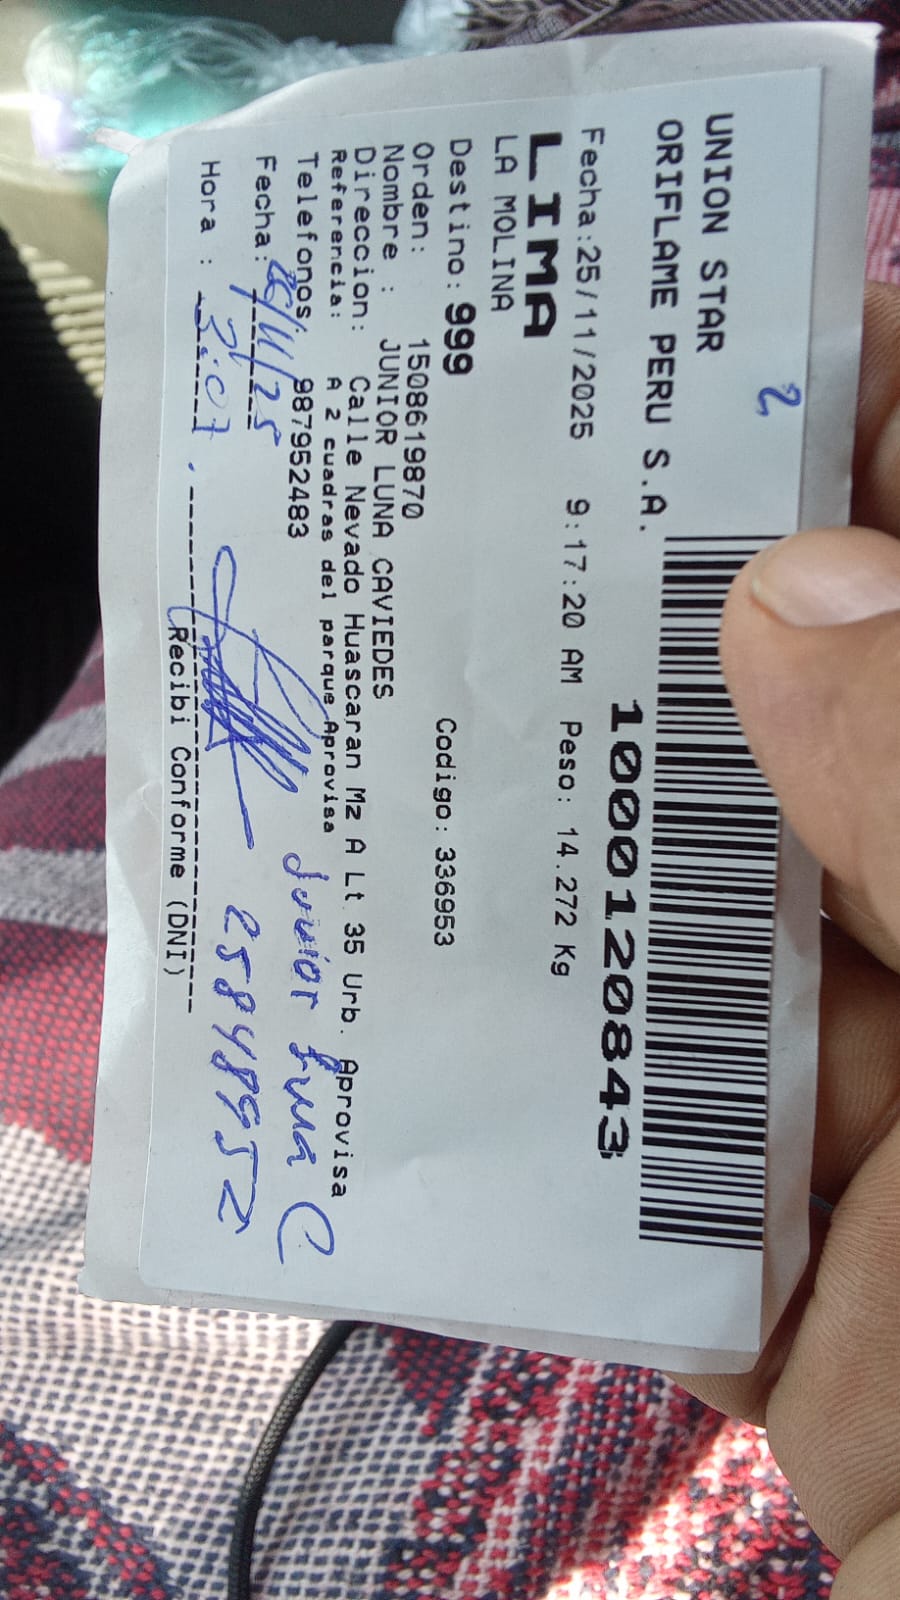 2
UNION STAR
ORIFLAME PERU S.A.
10001120843
Fecha:25/11/2025 9:17:20 AM Peso: 14.272 Kg
LIMA
LA MOLINA
Destino: 999 Codigo: 336953
Orden: 1508619870
Nombre : JUNIOR LUNA CAVIEDES
Direccion: Calle Nevado Huascaran Mz A Lt 35 Urb. Aprovisa
Referencia: A 2 cuadras del parque Aprovisa
Telefonos 987952483
Junior Luna C
Fecha: 26/11/25
25848952
Hora : 3:07.
Recibi Conforme (DNI)